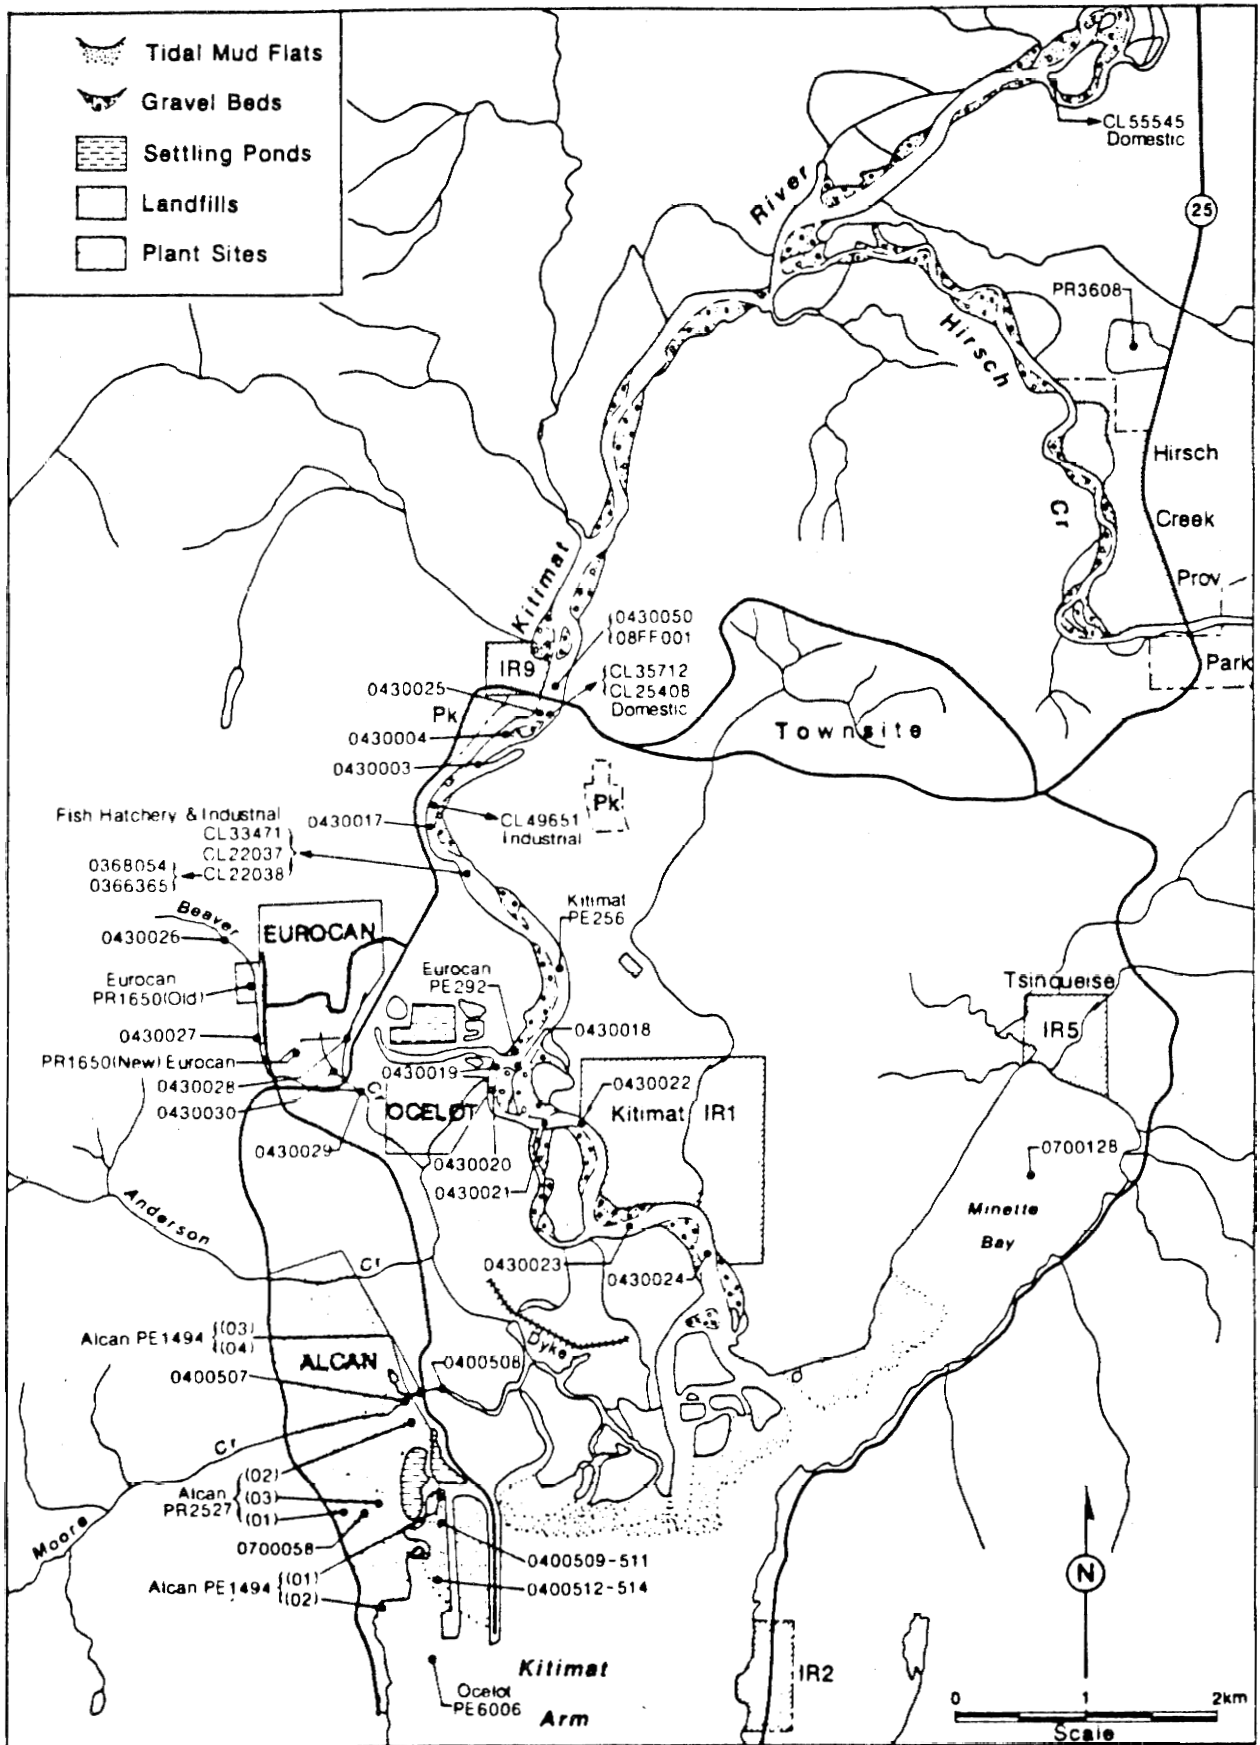 Tidal Mud Flats
Gravel Beds
Settling Ponds
Landfills
Plant Sites
CL55545
Domestic
25
River
PR3608
Hirsch
Cr
Hirsch
Creek
Prov
Park
Kitimat
0430050
08FF001
IR9
CL35712
CL25408
Domestic
0430025
Pk
0430004
0430003
Townsite
Pk
Fish Hatchery & Industrial
CL33471
CL22037
CL22038
0430017
CL49651
Industrial
0368054
0366365
Beaver
0430026
EUROCAN
Kitimat
PE256
Eurocan
PR1650(Old)
Eurocan
PE292
Tsinqueise
IR5
0430027
0430018
PR1650(New) Eurocan
0430019
0430028
0430022
0430030
Cr
OCELOT
Kitimat IR1
0430029
0430020
0430021
0700128
Minette
Bay
Anderson
Cr
0430023
0430024
Dyke
Alcan PE1494 {(03)
(04)
ALCAN
0400508
0400507
Cr
Moore
Alcan
PR2527
(02)
(03)
(01)
0700058
0400509-511
Alcan PE1494 {(01)
(02)
0400512-514
N
Kitimat
Arm
Ocelot
PE6006
IR2
0 1 2km
Scale